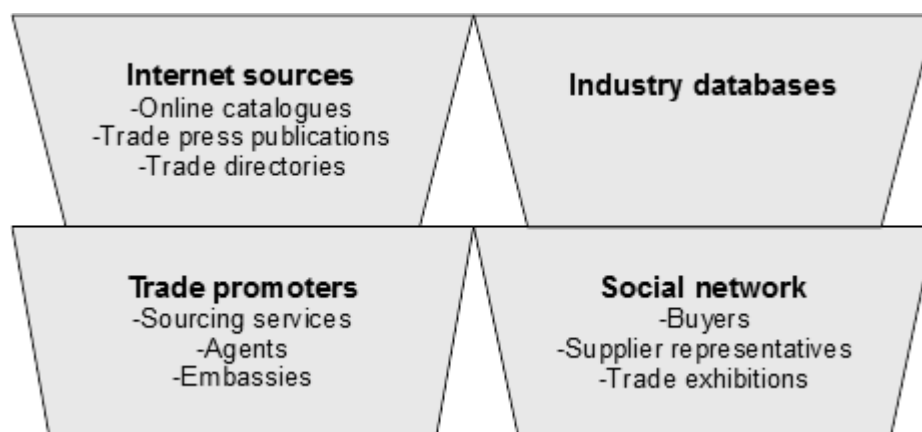 Internet sources
-Online catalogues
-Trade press publications
-Trade directories
Industry databases
Trade promoters
-Sourcing services
-Agents
-Embassies
Social network
-Buyers
-Supplier representatives
-Trade exhibitions